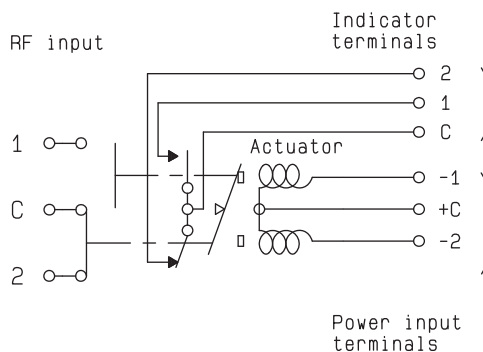 Indicator
terminals
RF input
2
1
C
Actuator
1
-1
C
+C
-2
2
Power input
terminals